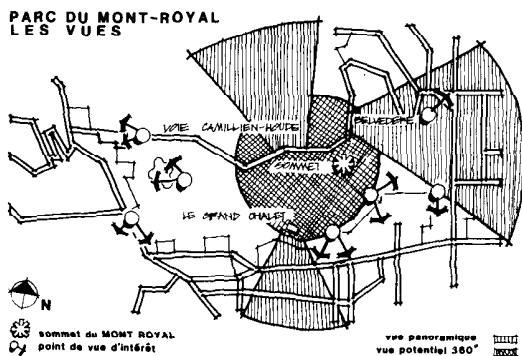 PARC DU MONT-ROYAL
LES VUES
VOIE CAMILLIEN-HOUDE
BELVEDERE
SOMMET
LE GRAND CHALET
N
sommet du MONT ROYAL
point de vue d'intérêt
vue panoramique
vue potentiel 360°